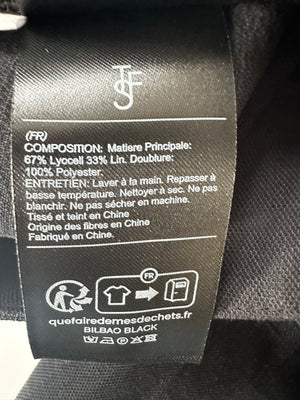 JSTF
(FR)
COMPOSITION: Matiere Principale:
67% Lyocell 33% Lin. Doublure:
100% Polyester.
ENTRETIEN: Laver à la main. Repasser à
basse température. Nettoyer à sec. Ne pas
blanchir. Ne pas sécher en machine.
Tissé et teint en Chine
Origine des fibres en Chine
Fabriqué en Chine.
FR
quefairedemesdechets.fr
BILBAO BLACK